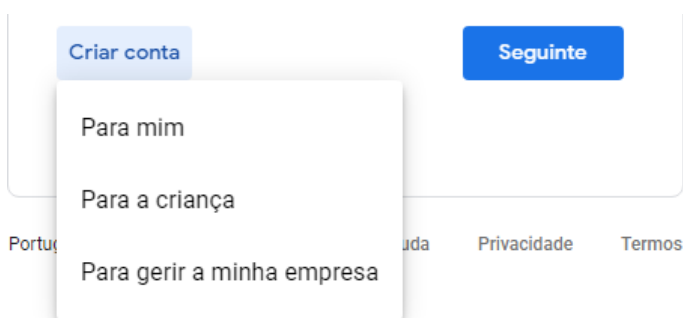 Criar conta
Seguinte
Para mim
Para a criança
Privacidade
Termos
Para gerir a minha empresa